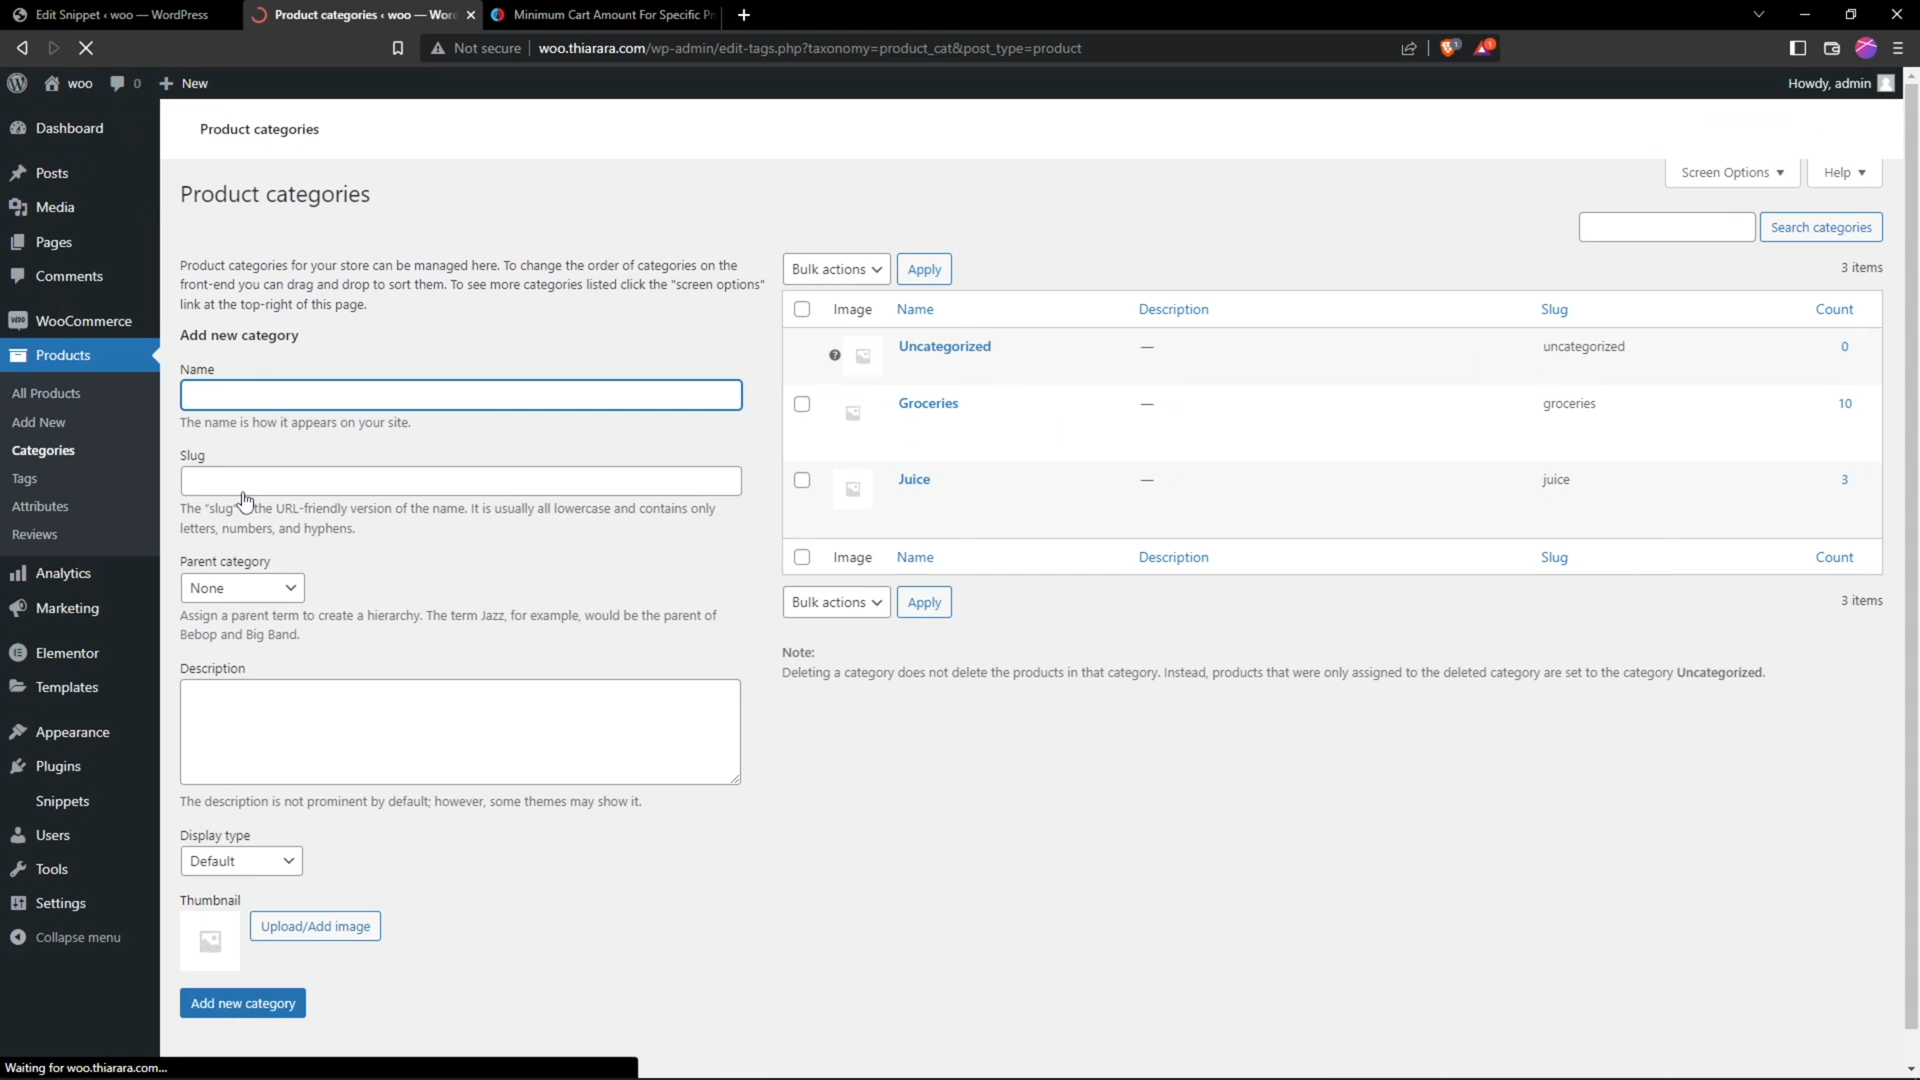 Edit Snippet ‹ woo — WordPress
Product categories ‹ woo — Wor
Minimum Cart Amount For Specific Pr
Not secure
woo.thiarara.com/wp-admin/edit-tags.php?taxonomy=product_cat&post_type=product
1
1
woo
0
New
Howdy, admin
Dashboard
Posts
Media
Pages
Comments
WooCommerce
Products
All Products
Add New
Categories
Tags
Attributes
Reviews
Analytics
Marketing
Elementor
Templates
Appearance
Plugins
Snippets
Users
Tools
Settings
Collapse menu
Product categories
Screen Options
Help
Product categories
Search categories
Product categories for your store can be managed here. To change the order of categories on the
front-end you can drag and drop to sort them. To see more categories listed click the "screen options"
link at the top-right of this page.
Add new category
Name
The name is how it appears on your site.
Slug
The “slug” the URL-friendly version of the name. It is usually all lowercase and contains only
letters, numbers, and hyphens.
Parent category
None
Assign a parent term to create a hierarchy. The term Jazz, for example, would be the parent of
Bebop and Big Band.
Description
The description is not prominent by default; however, some themes may show it.
Display type
Default
Thumbnail
Upload/Add image
Add new category
Bulk actions
Apply
3 items
Image Name Description Slug Count
Uncategorized — uncategorized 0
Groceries — groceries 10
Juice — juice 3
Image Name Description Slug Count
Bulk actions
Apply
3 items
Note:
Deleting a category does not delete the products in that category. Instead, products that were only assigned to the deleted category are set to the category Uncategorized.
Waiting for woo.thiarara.com...